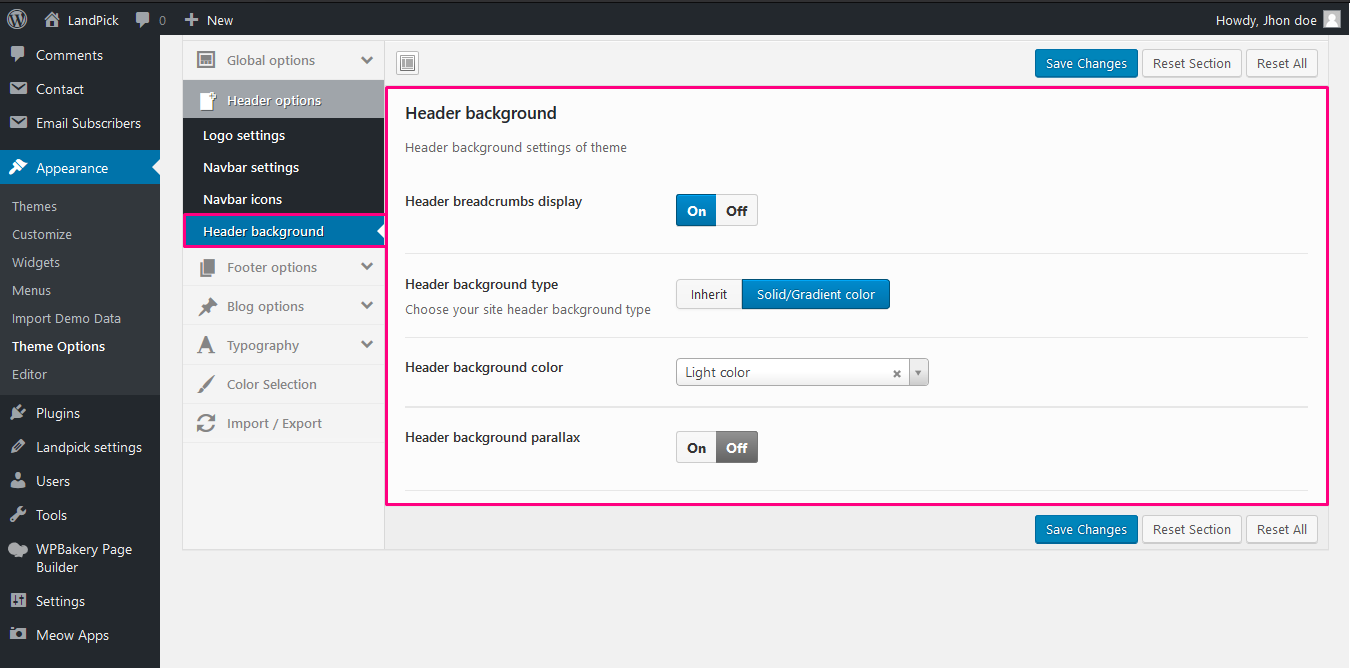 LandPick
0
New
Howdy, Jhon doe
Comments
Contact
Email Subscribers
Appearance
Themes
Customize
Widgets
Menus
Import Demo Data
Theme Options
Editor
Plugins
Landpick settings
Users
Tools
WPBakery Page
Builder
Settings
Meow Apps
Global options
Header options
Logo settings
Navbar settings
Navbar icons
Header background
Footer options
Blog options
Typography
Color Selection
Import / Export
Save Changes
Reset Section
Reset All
Header background
Header background settings of theme
Header breadcrumbs display
On
Off
Header background type
Choose your site header background type
Inherit
Solid/Gradient color
Header background color
Light color
Header background parallax
On
Off
Save Changes
Reset Section
Reset All